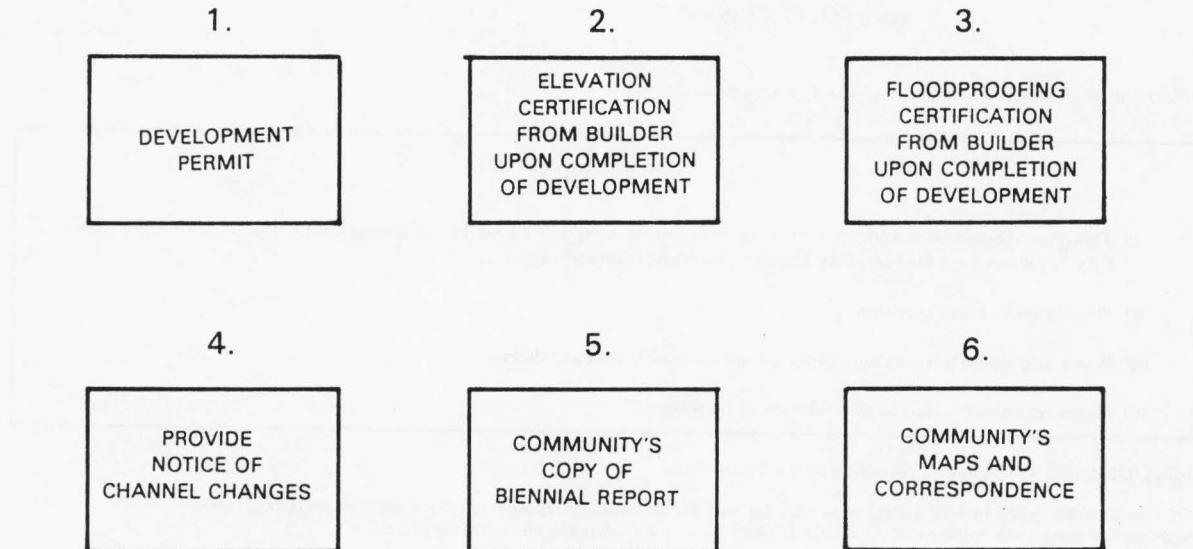 1.
DEVELOPMENT
PERMIT
2.
ELEVATION
CERTIFICATION
FROM BUILDER
UPON COMPLETION
OF DEVELOPMENT
3.
FLOODPROOFING
CERTIFICATION
FROM BUILDER
UPON COMPLETION
OF DEVELOPMENT
4.
PROVIDE
NOTICE OF
CHANNEL CHANGES
5.
COMMUNITY'S
COPY OF
BIENNIAL REPORT
6.
COMMUNITY'S
MAPS AND
CORRESPONDENCE